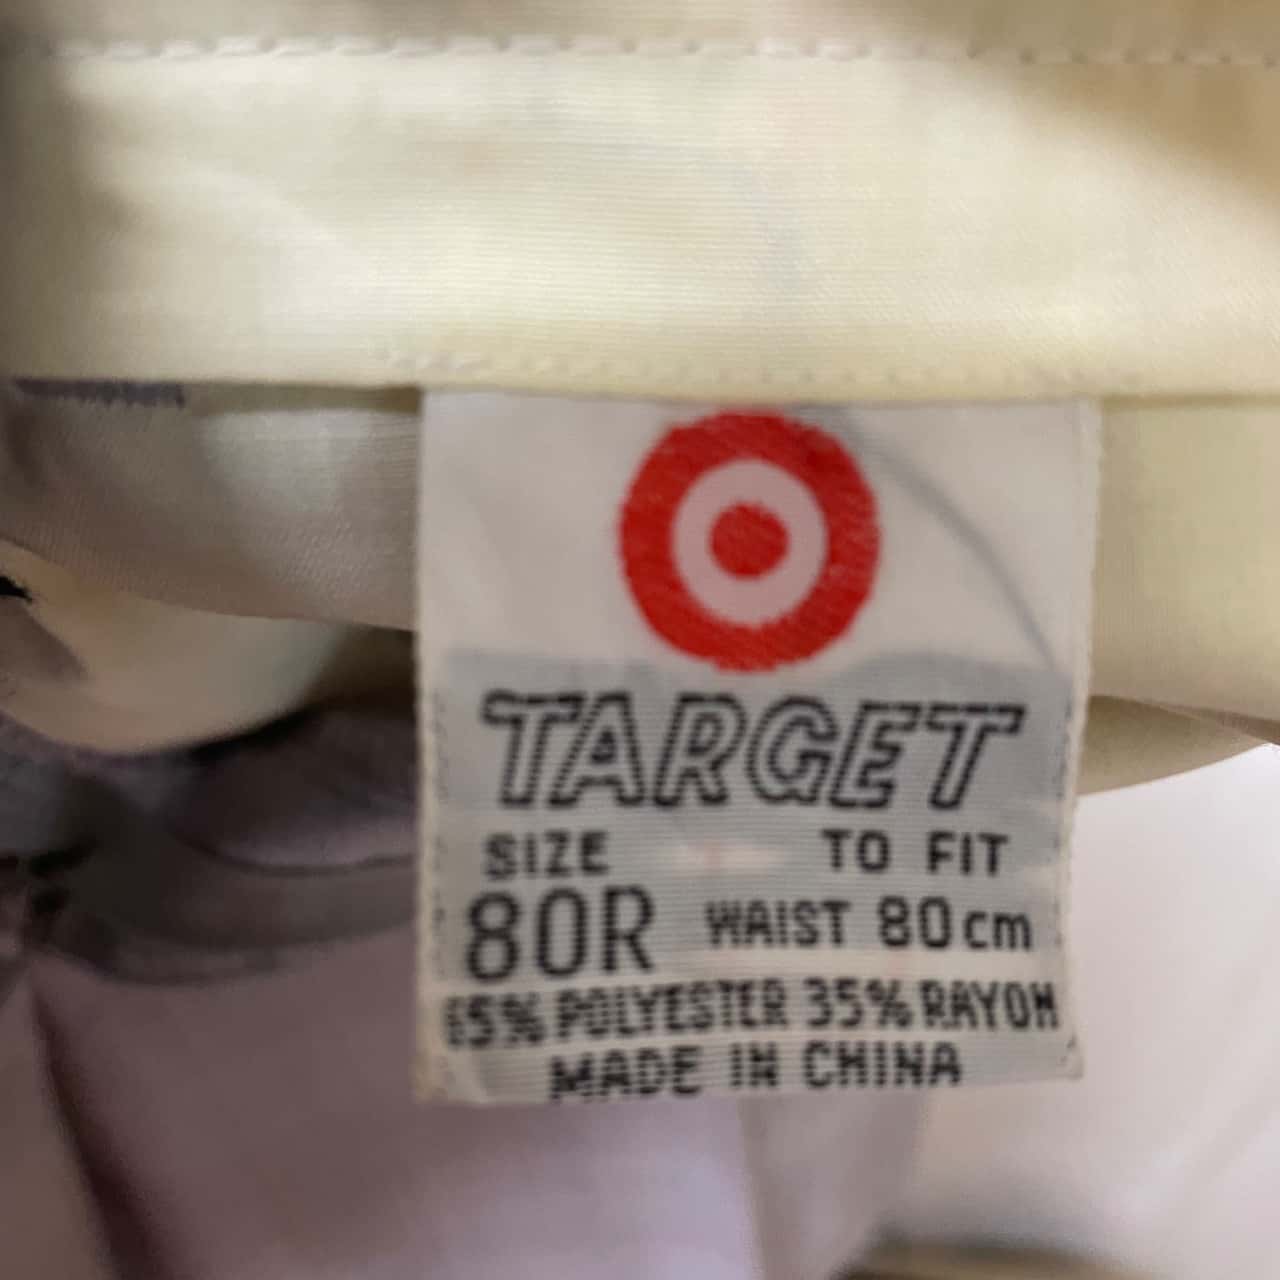 TARGET
SIZE TO FIT
80R WAIST 80cm
65% POLYESTER 35% RAYON
MADE IN CHINA